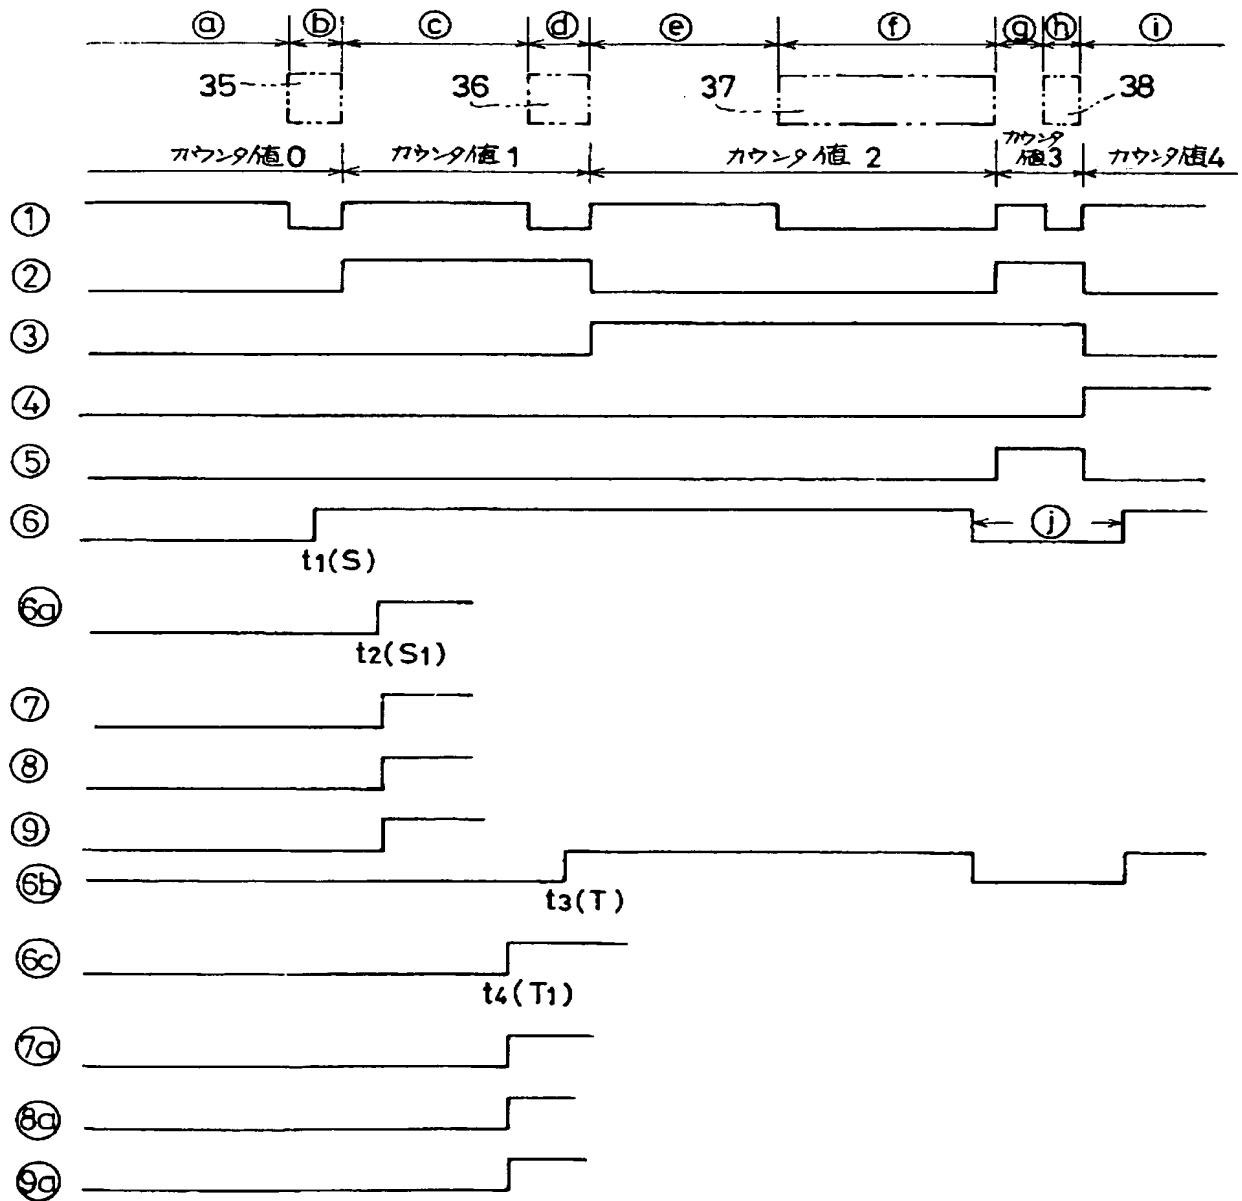 ⓐ ⓑ ⓒ ⓓ ⓔ ⓕ ⓖ ⓗ ⓘ
35 36 37 38
カウンタ値0 カウンタ値1 カウンタ値 2 カウンタ値3 カウンタ値4
①
②
③
④
⑤
⑥ ⓙ
t1(S)
6a
t2(S1)
⑦
⑧
⑨
6b
t3(T)
6c
t4(T1)
7a
8a
9a